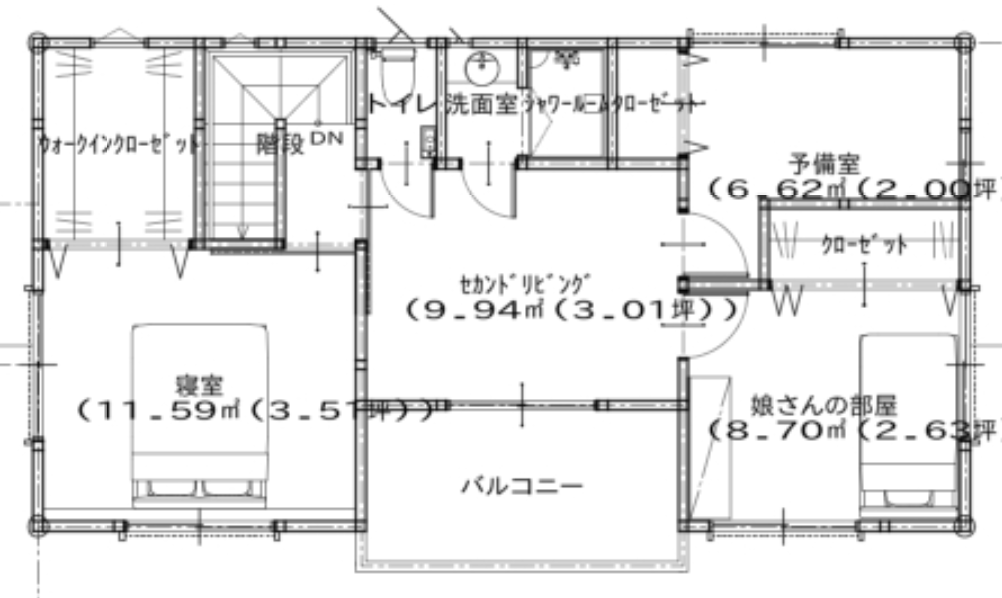 トイレ
洗面室
シャワールーム
クローゼット
ウォークインクローゼット
階段
DN
予備室
(6.62㎡(2.00坪)
クローゼット
セカンドリビング
(9.94㎡(3.01坪))
寝室
(11.59㎡(3.51坪))
娘さんの部屋
(8.70㎡(2.63坪)
バルコニー